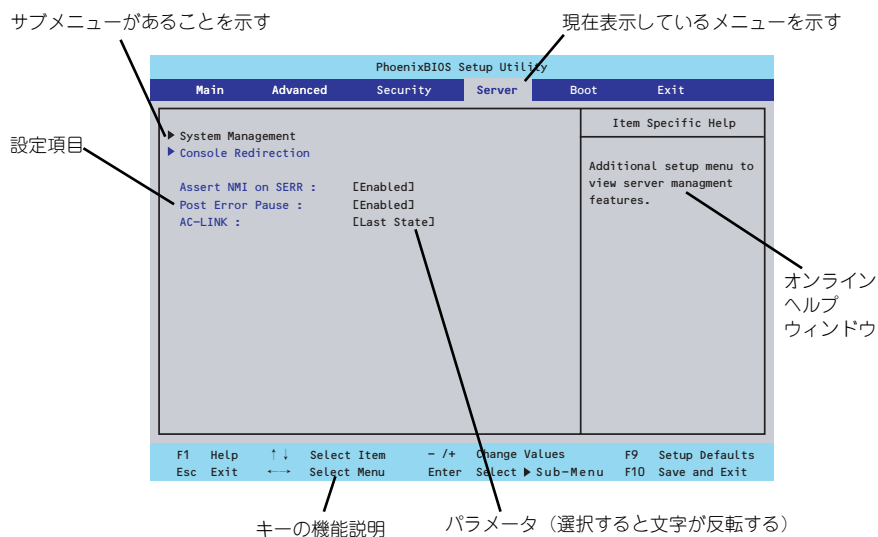 サブメニューがあることを示す
現在表示しているメニューを示す
PhoenixBIOS Setup Utility
Main Advanced Security Server Boot Exit
Item Specific Help
設定項目
▶ System Management
▶ Console Redirection
Assert NMI on SERR : [Enabled]
Post Error Pause : [Enabled]
AC-LINK : [Last State]
Additional setup menu to
view server managment
features.
オンライン
ヘルプ
ウィンドウ
F1 Help ↑↓ Select Item - /+ Change Values F9 Setup Defaults
Esc Exit ←→ Select Menu Enter Select ▶ Sub-Menu F10 Save and Exit
キーの機能説明
パラメータ（選択すると文字が反転する）